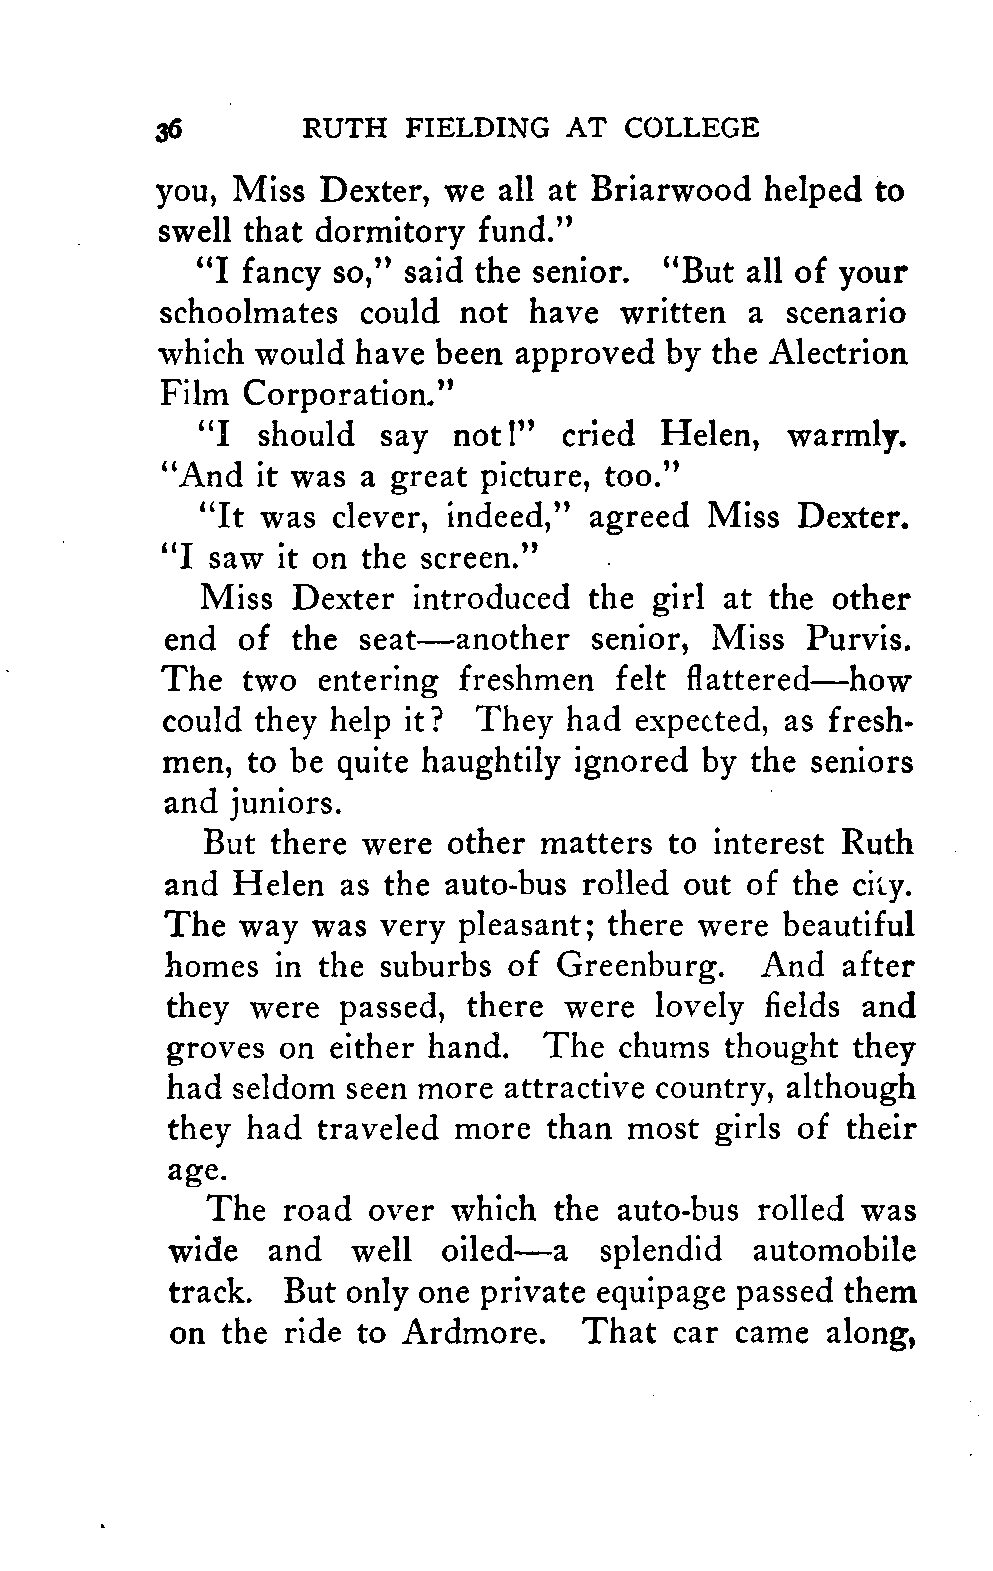 36 RUTH FIELDING AT COLLEGE
you, Miss Dexter, we all at Briarwood helped to
swell that dormitory fund."
"I fancy so," said the senior. "But all of your
schoolmates could not have written a scenario
which would have been approved by the Alectrion
Film Corporation."
"I should say not!" cried Helen, warmly.
"And it was a great picture, too."
"It was clever, indeed," agreed Miss Dexter.
"I saw it on the screen."
Miss Dexter introduced the girl at the other
end of the seat—another senior, Miss Purvis.
The two entering freshmen felt flattered—how
could they help it? They had expected, as fresh-
men, to be quite haughtily ignored by the seniors
and juniors.
But there were other matters to interest Ruth
and Helen as the auto-bus rolled out of the city.
The way was very pleasant; there were beautiful
homes in the suburbs of Greenburg. And after
they were passed, there were lovely fields and
groves on either hand. The chums thought they
had seldom seen more attractive country, although
they had traveled more than most girls of their
age.
The road over which the auto-bus rolled was
wide and well oiled—a splendid automobile
track. But only one private equipage passed them
on the ride to Ardmore. That car came along,